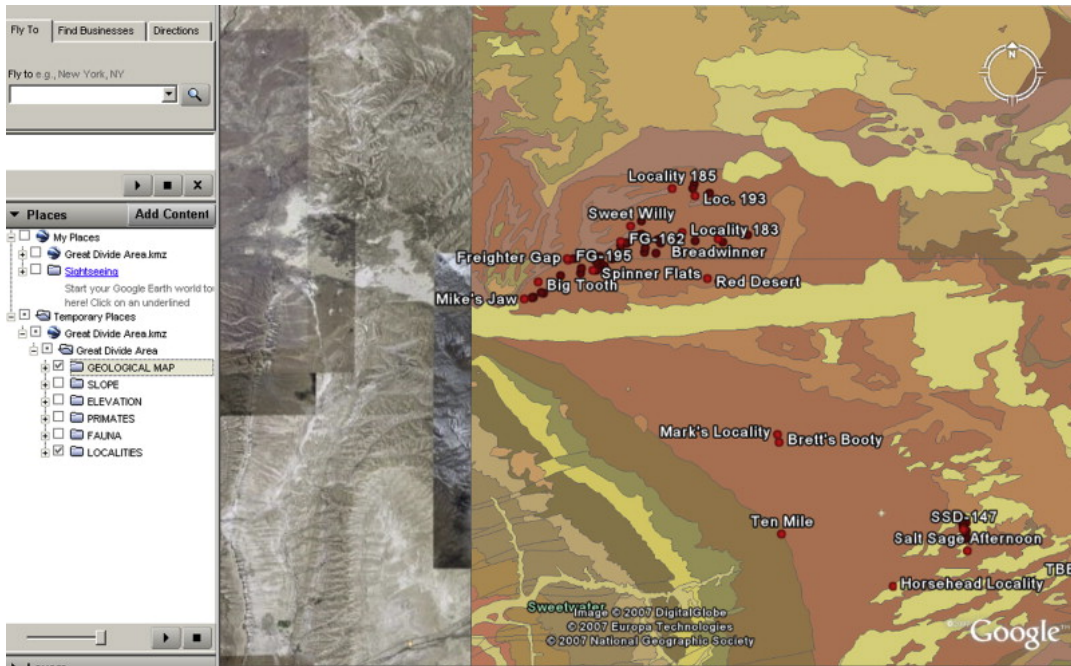 Fly To
Find Businesses
Directions
Fly to e.g., New York, NY
Places
Add Content
My Places
Great Divide Area.kmz
Sightseeing
Start your Google Earth world to
here! Click on an underlined
Temporary Places
Great Divide Area.kmz
Great Divide Area
GEOLOGICAL MAP
SLOPE
ELEVATION
PRIMATES
FAUNA
LOCALITIES
N
Locality 185
Loc. 193
Sweet Willy
Locality 183
FG-162
Breadwinner
Freighter Gap
FG-195
Spinner Flats
Red Desert
Big Tooth
Mike's Jaw
Mark's Locality
Brett's Booty
Ten Mile
SSD-147
Salt Sage Afternoon
TBE
Horsehead Locality
Sweetwater
Image © 2007 DigitalGlobe
© 2007 Europa Technologies
© 2007 National Geographic Society
Google